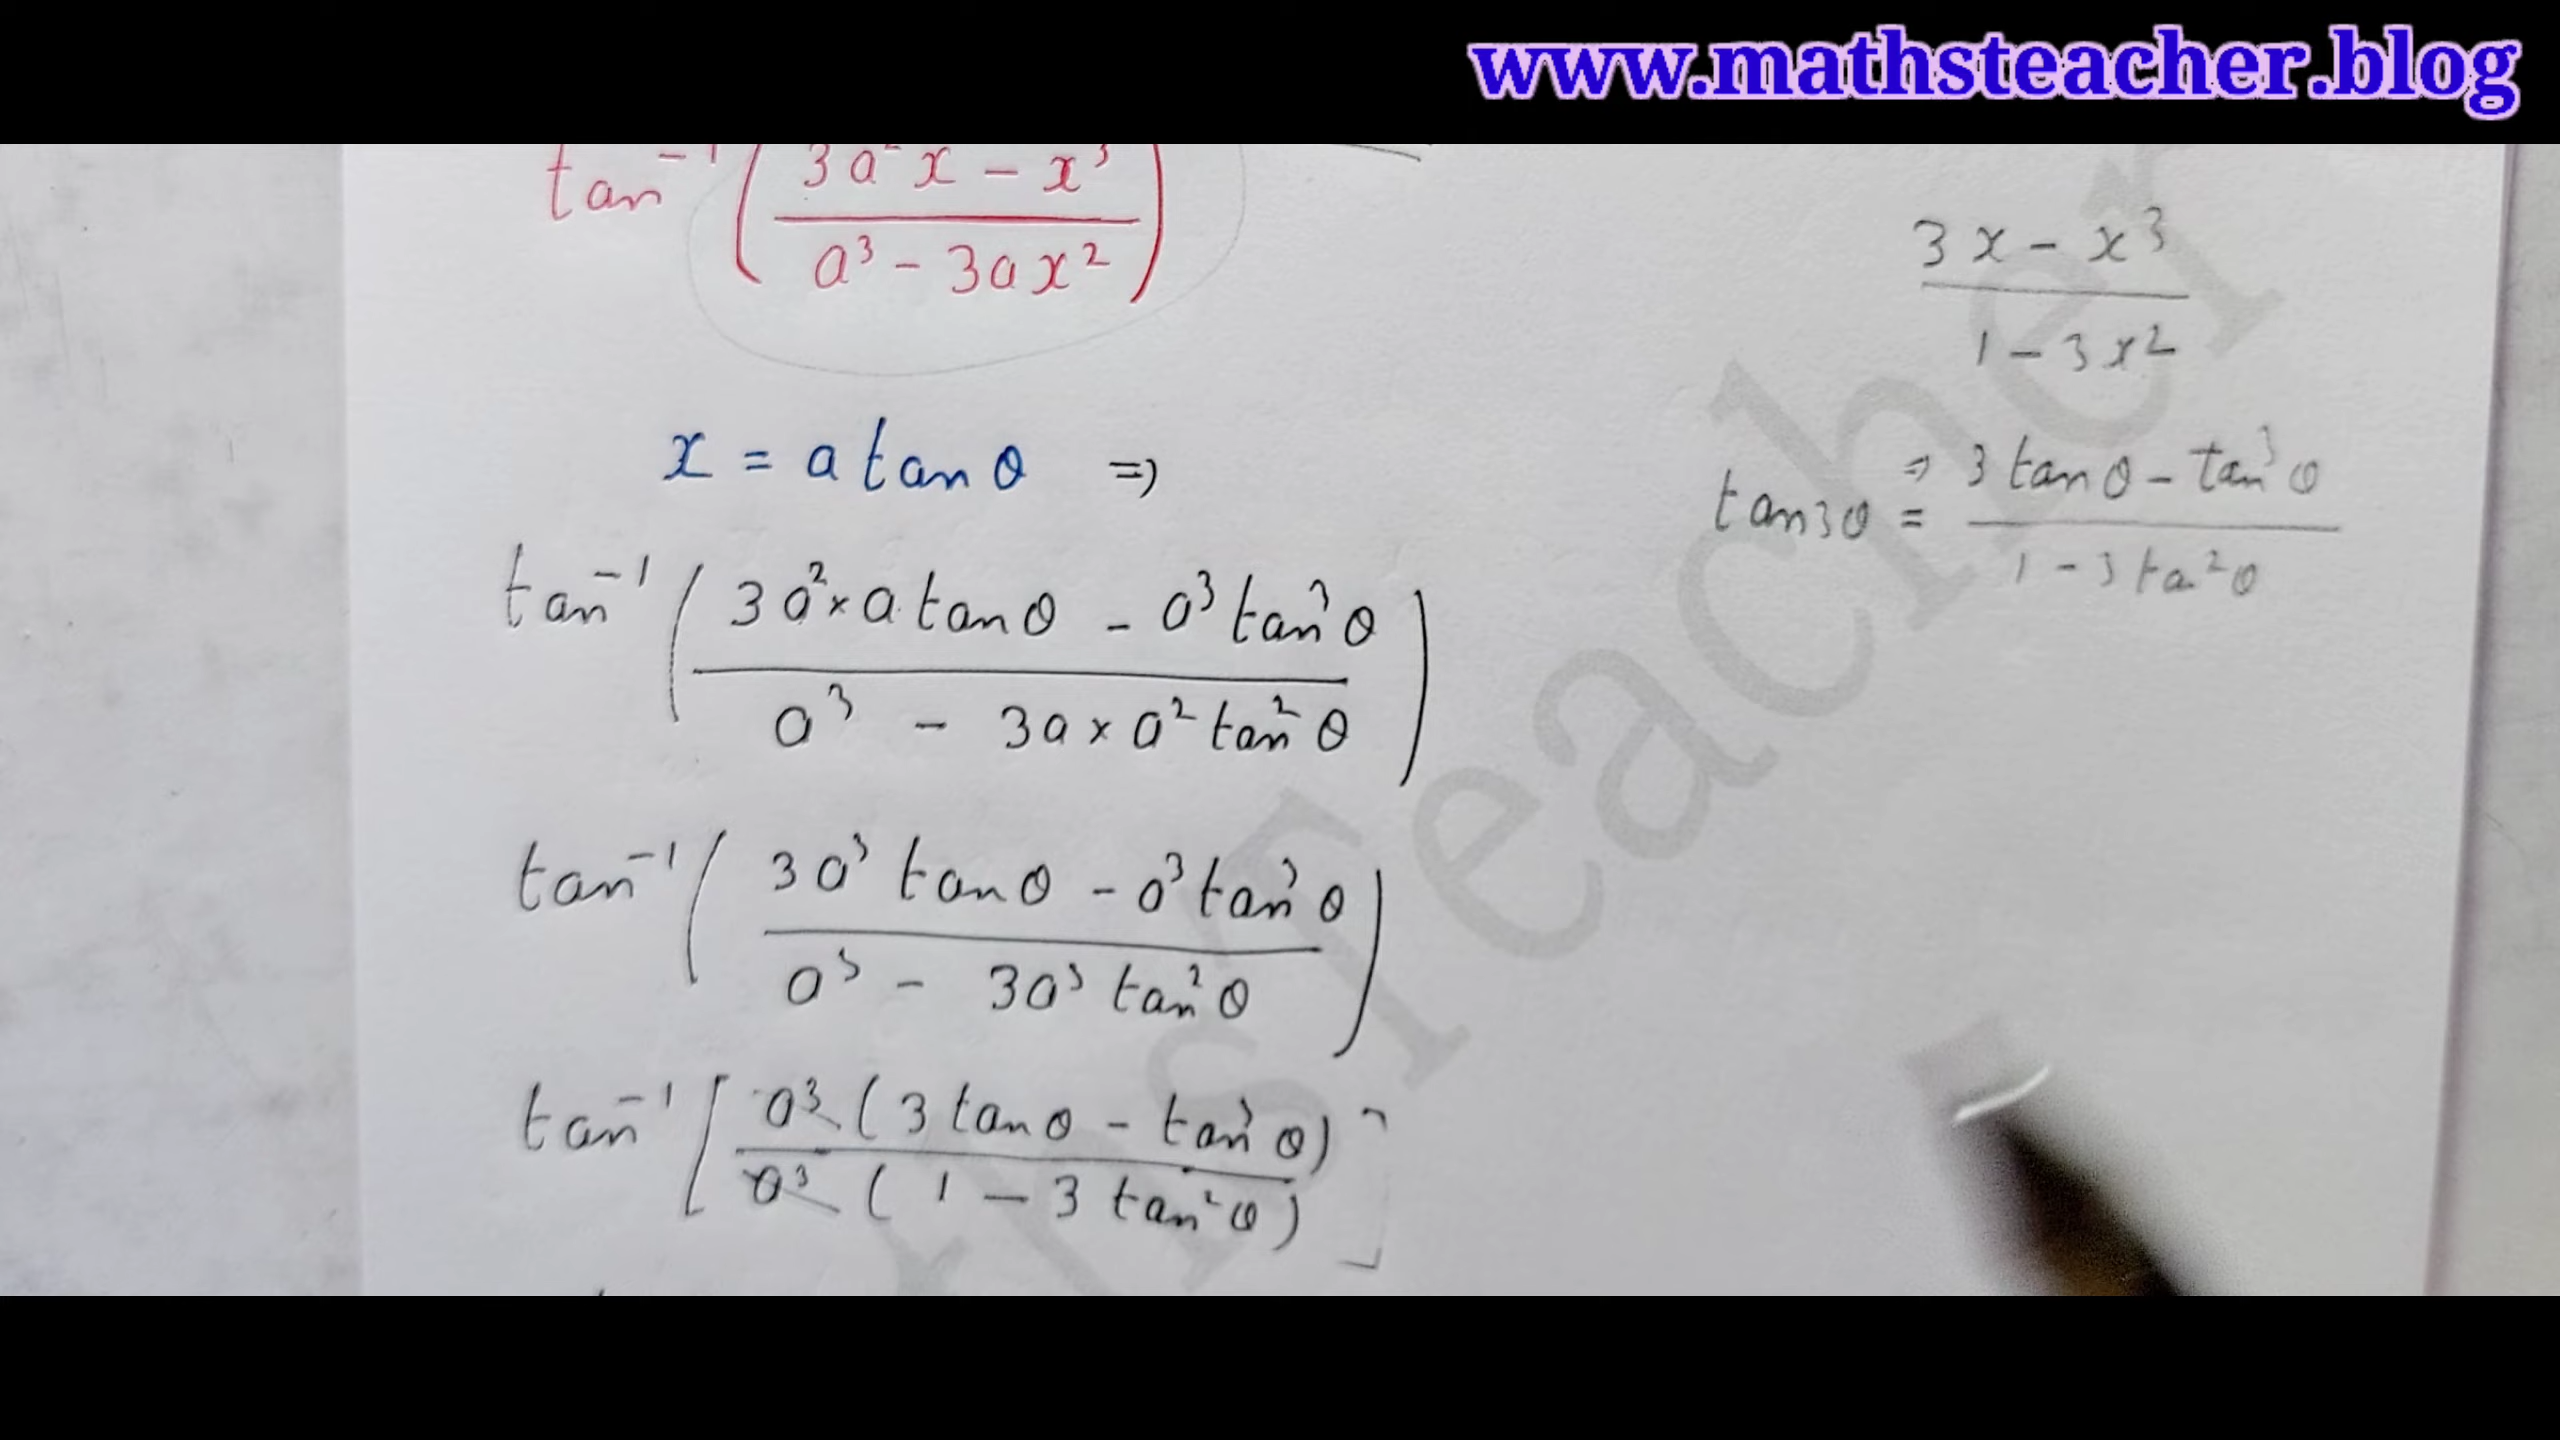 www.mathsteacher.blog
tan⁻¹ ( (3a²x - x³) / (a³ - 3ax²) )
(3x - x³) / (1 - 3x²)
x = a tan θ ⇒
⇒ tan3θ = (3 tan θ - tan³ θ) / (1 - 3 ta²θ)
tan⁻¹ ( (3a² × a tan θ - a³ tan³ θ) / (a³ - 3a × a² tan² θ) )
tan⁻¹ ( (3a³ tan θ - a³ tan³ θ) / (a³ - 3a³ tan² θ) )
tan⁻¹ [ a³ (3 tan θ - tan³ θ) / a³ (1 - 3 tan² θ) ]
Teacher